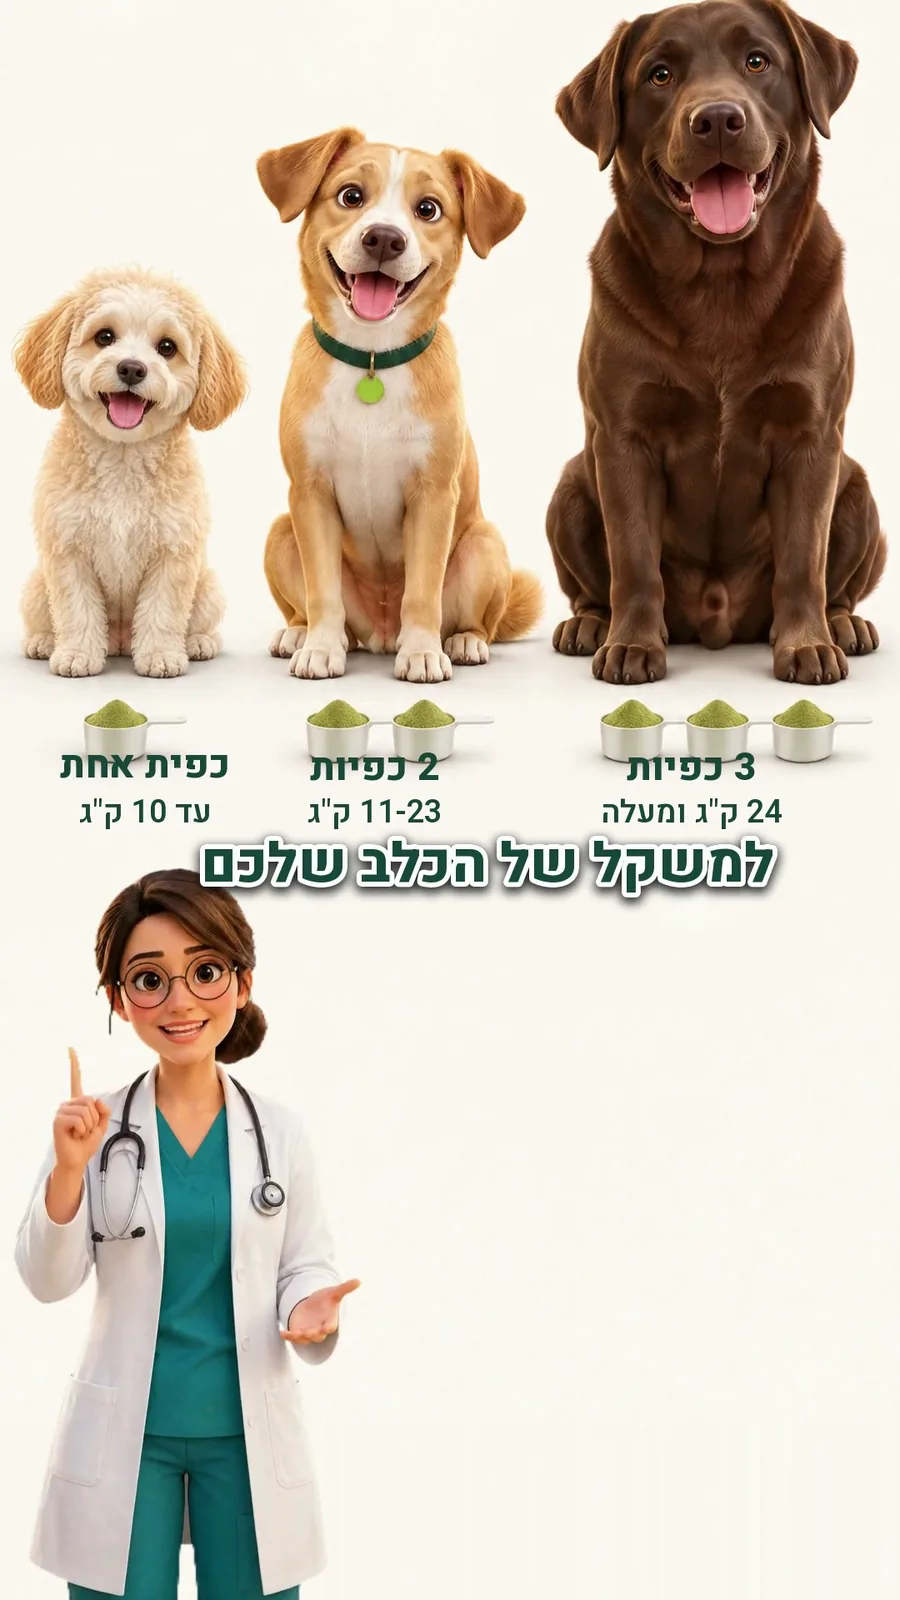 כפית אחת
עד 10 ק"ג
2 כפיות
11-23 ק"ג
3 כפיות
24 ק"ג ומעלה
למשקל של הכלב שלכם